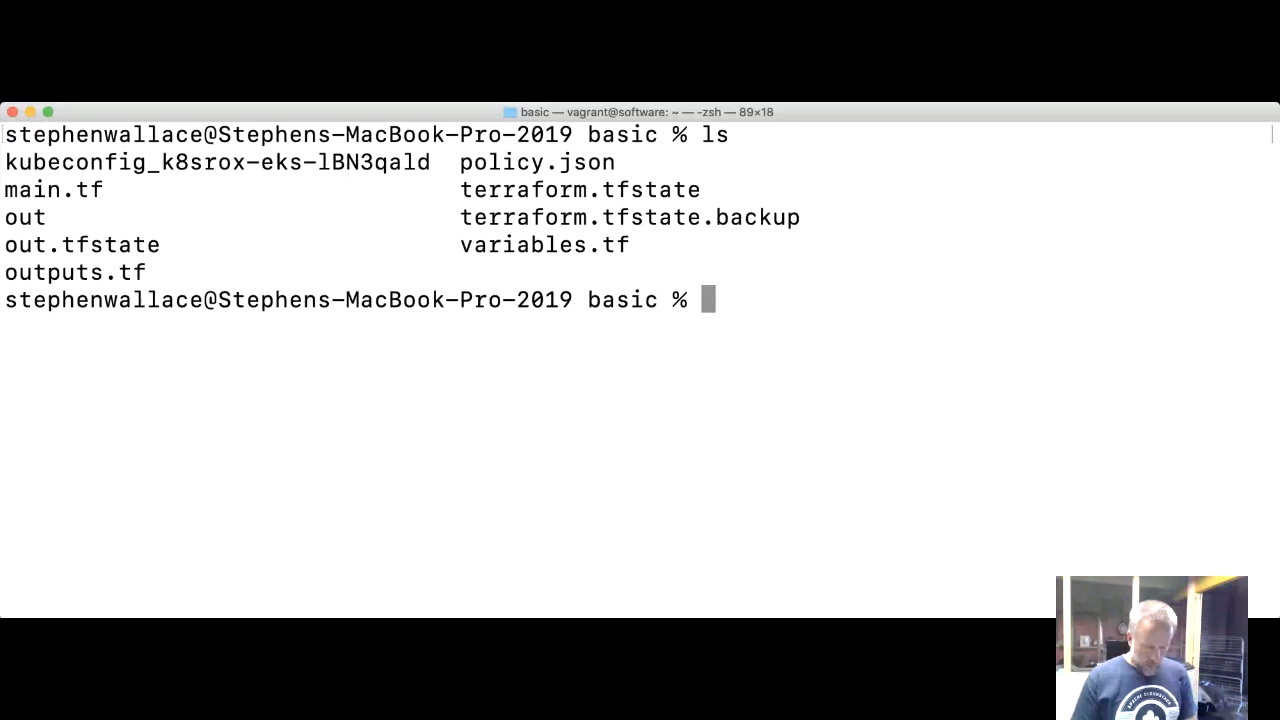 basic — vagrant@software: ~ — -zsh — 89×18
stephenwallace@Stephens-MacBook-Pro-2019 basic % ls
kubeconfig_k8srox-eks-lBN3qald policy.json
main.tf terraform.tfstate
out terraform.tfstate.backup
out.tfstate variables.tf
outputs.tf
stephenwallace@Stephens-MacBook-Pro-2019 basic %
APACHE CLOUDSTACK